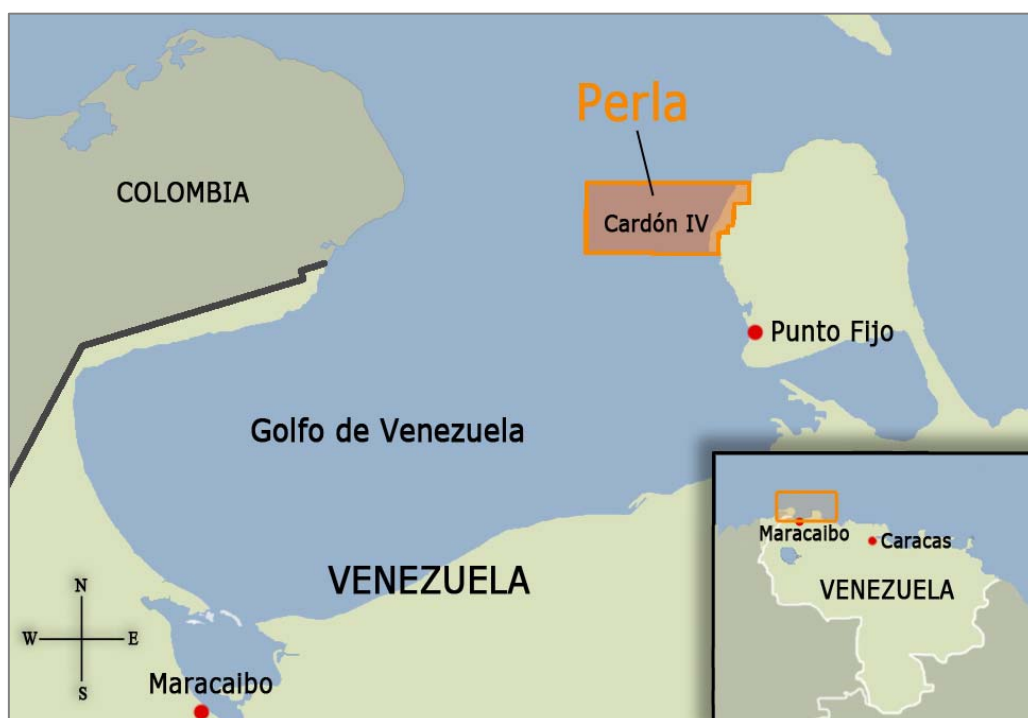 Perla
COLOMBIA
Cardón IV
Punto Fijo
Golfo de Venezuela
VENEZUELA
Maracaibo
N
W E
S
Maracaibo
Caracas
VENEZUELA